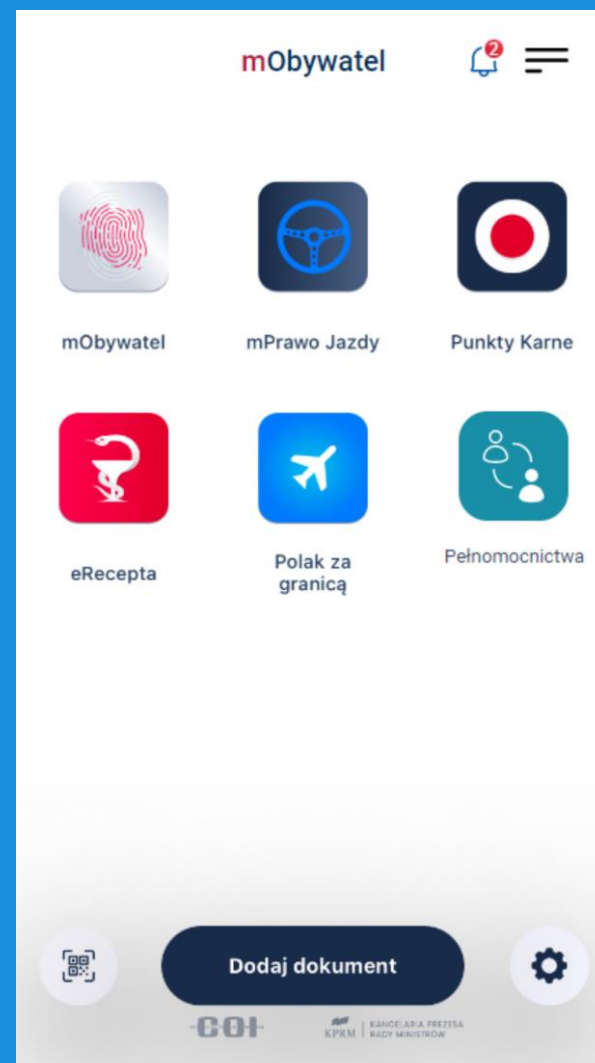 mObywatel
2
mObywatel
mPrawo Jazdy
Punkty Karne
eRecepta
Polak za
granicą
Pełnomocnictwa
Dodaj dokument
COI
KPRM
KANCELARIA PREZESA
RADY MINISTRÓW